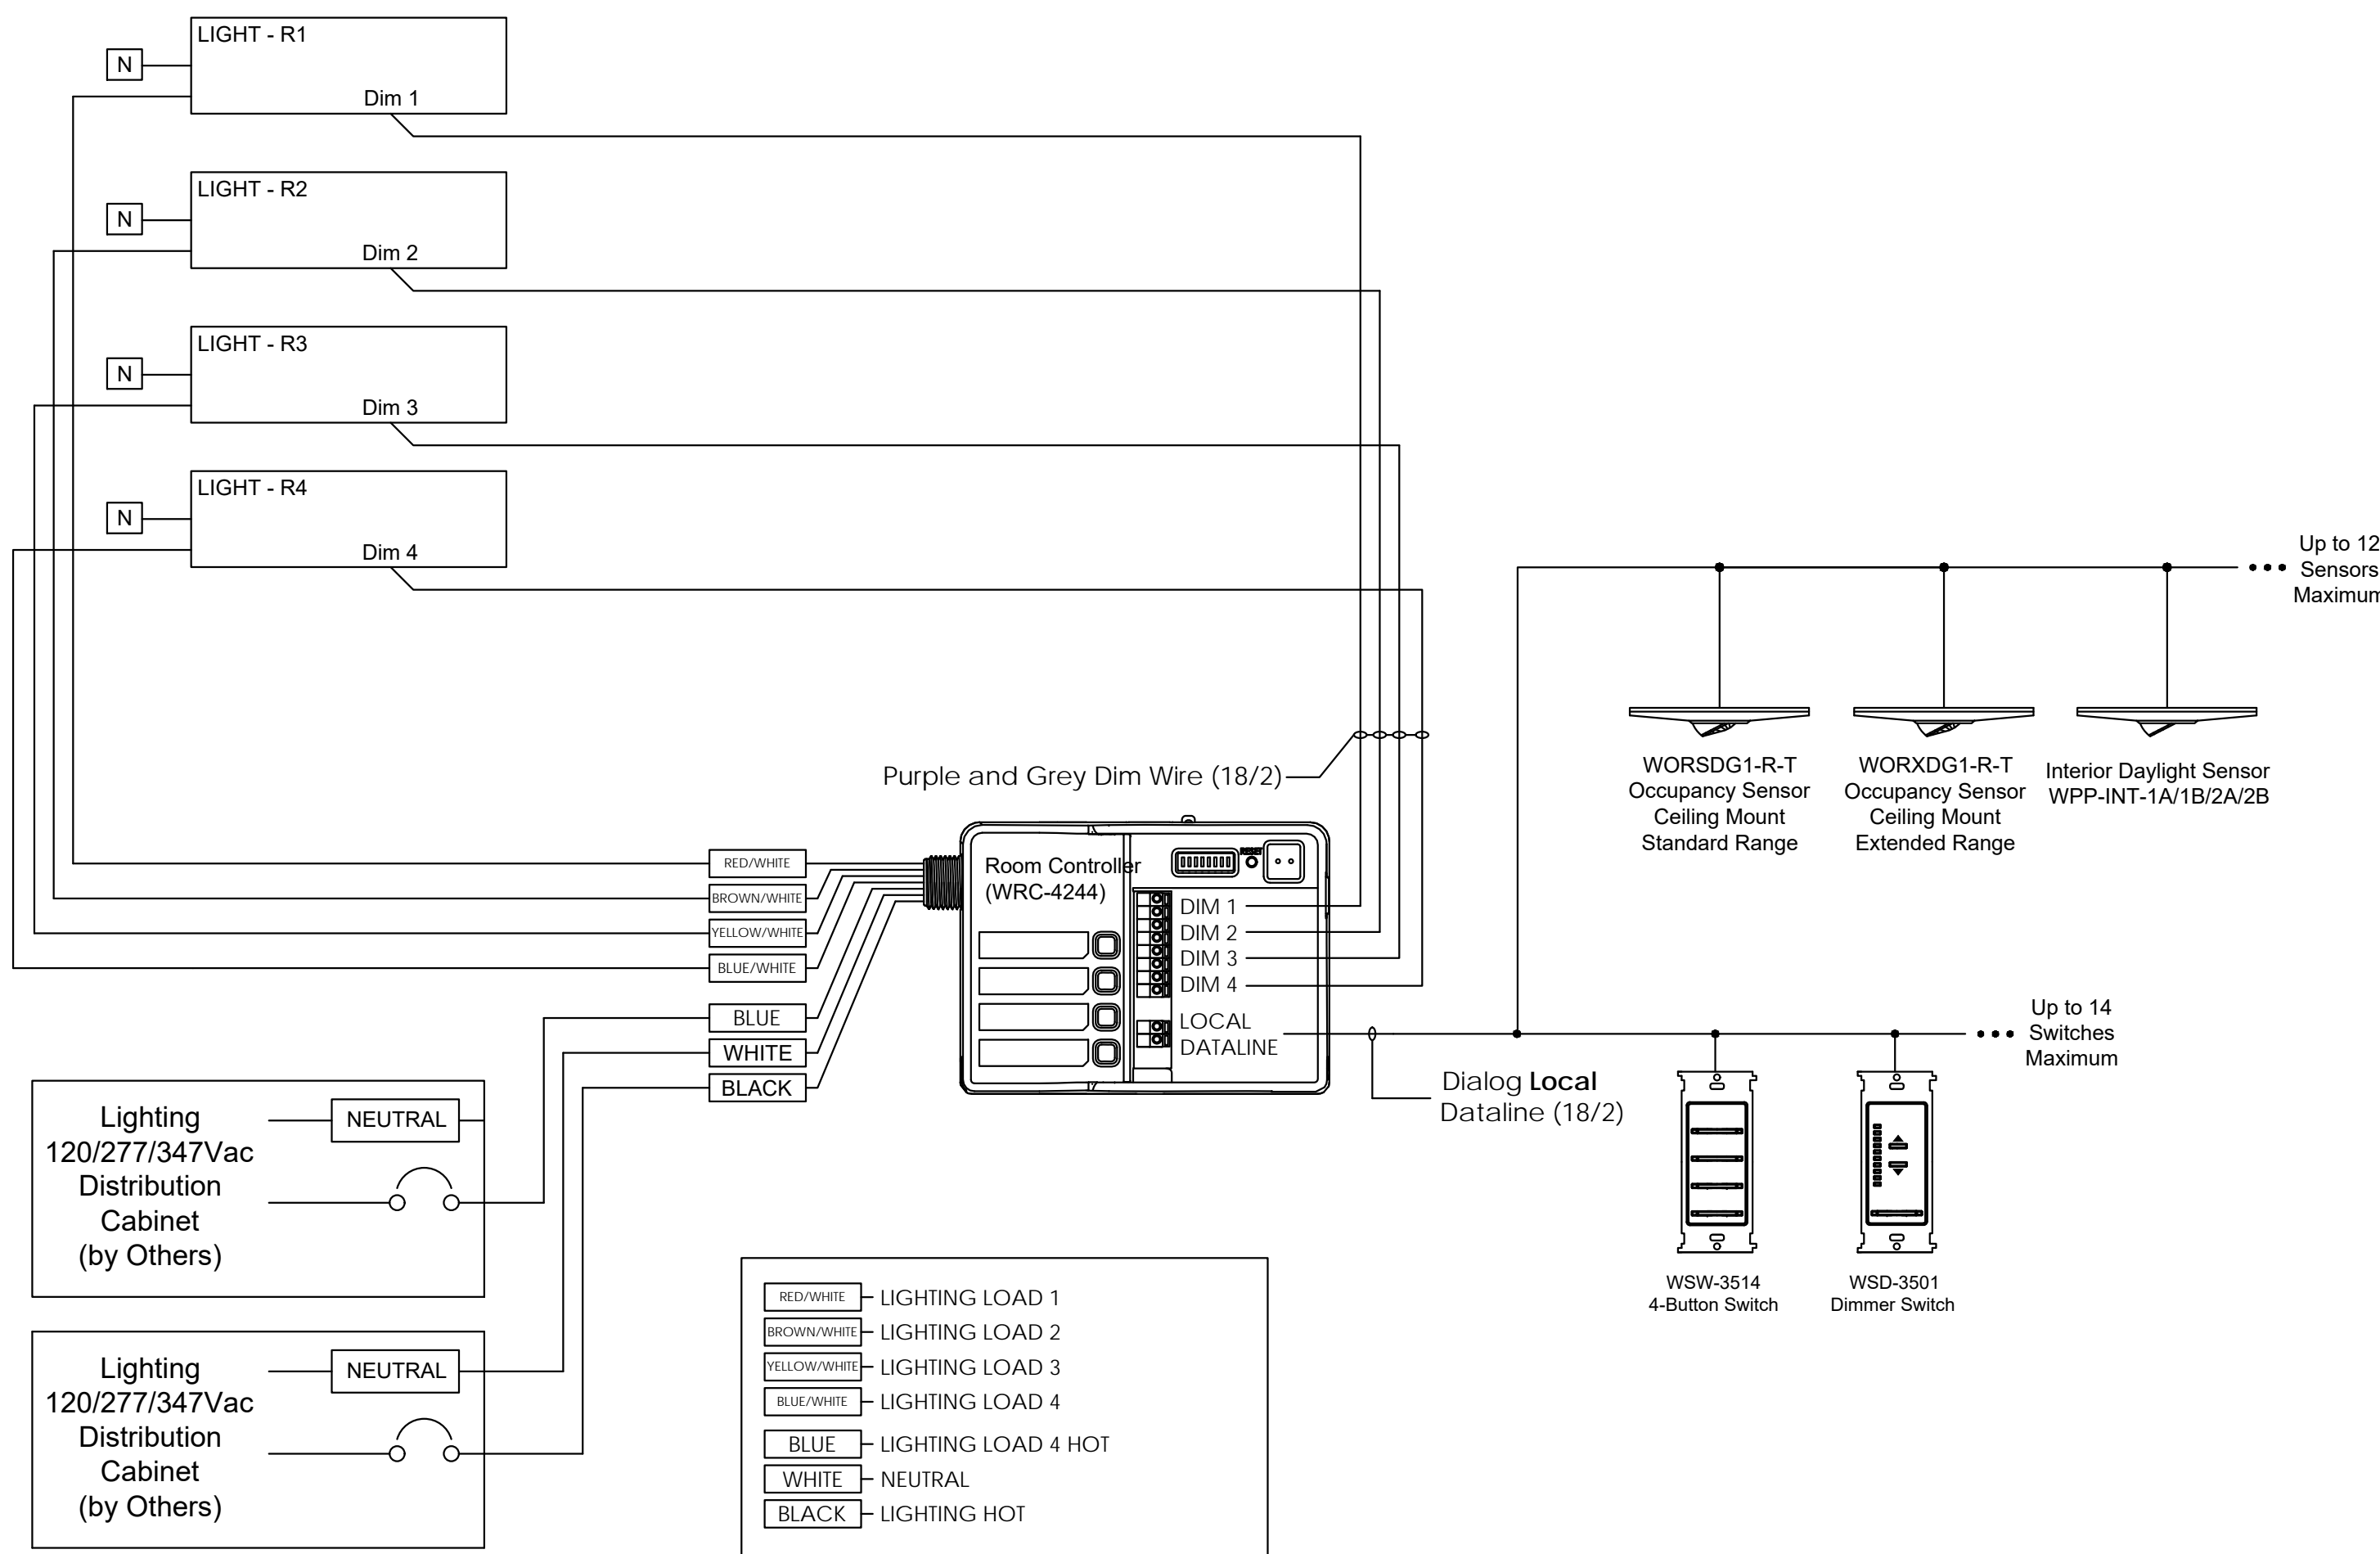 LIGHT - R1
N
Dim 1
LIGHT - R2
N
Dim 2
LIGHT - R3
N
Dim 3
LIGHT - R4
N
Dim 4
Up to 12
Sensors
Maximum
WORSDG1-R-T
Occupancy Sensor
Ceiling Mount
Standard Range
WORXDG1-R-T
Occupancy Sensor
Ceiling Mount
Extended Range
Interior Daylight Sensor
WPP-INT-1A/1B/2A/2B
Purple and Grey Dim Wire (18/2)
RED/WHITE
BROWN/WHITE
YELLOW/WHITE
BLUE/WHITE
BLUE
WHITE
BLACK
Room Controller
(WRC-4244)
RESET
DIM 1
DIM 2
DIM 3
DIM 4
LOCAL
DATALINE
Dialog Local
Dataline (18/2)
Up to 14
Switches
Maximum
WSW-3514
4-Button Switch
WSD-3501
Dimmer Switch
Lighting
120/277/347Vac
Distribution
Cabinet
(by Others)
NEUTRAL
Lighting
120/277/347Vac
Distribution
Cabinet
(by Others)
NEUTRAL
RED/WHITE LIGHTING LOAD 1
BROWN/WHITE LIGHTING LOAD 2
YELLOW/WHITE LIGHTING LOAD 3
BLUE/WHITE LIGHTING LOAD 4
BLUE LIGHTING LOAD 4 HOT
WHITE NEUTRAL
BLACK LIGHTING HOT